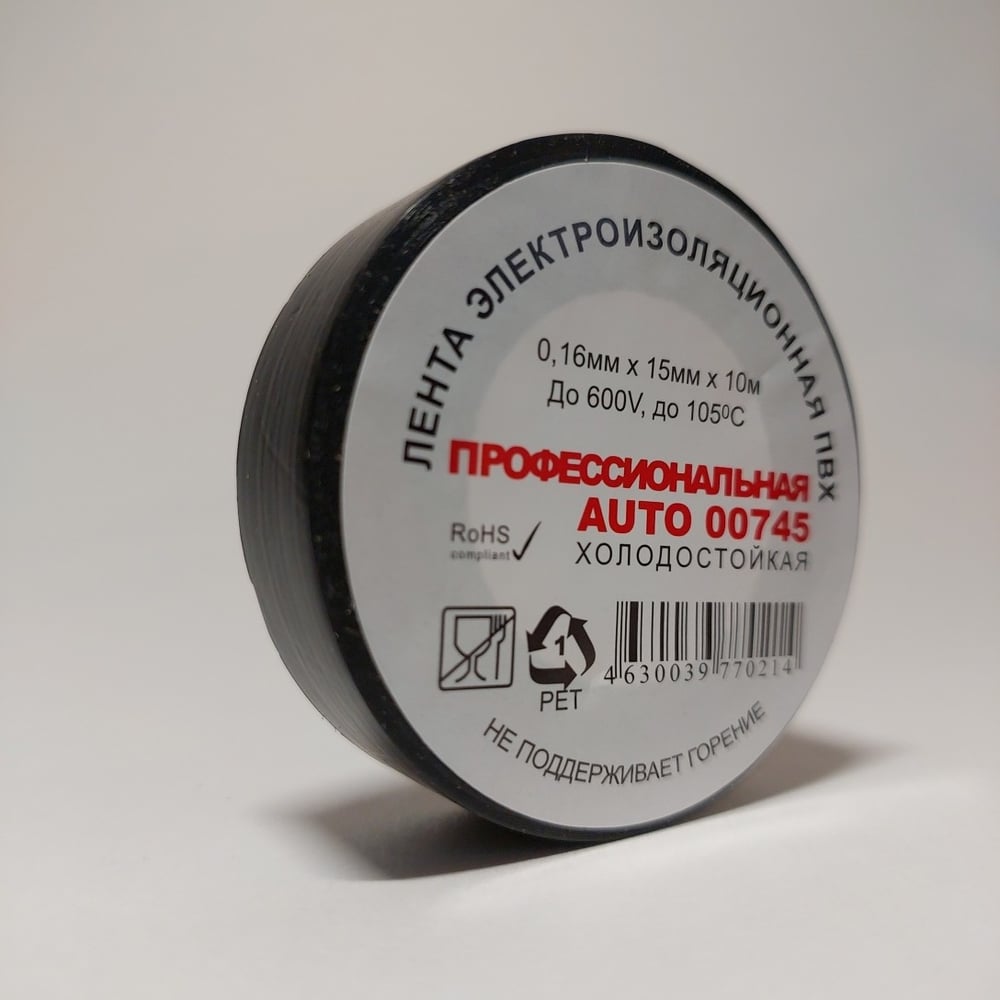 ЛЕНТА ЭЛЕКТРОИЗОЛЯЦИОННАЯ ПВХ
0,16мм x 15мм x 10м
До 600V, до 105ºC
ПРОФЕССИОНАЛЬНАЯ
AUTO 00745
ХОЛОДОСТОЙКАЯ
RoHS
compliant
1
PET
4 630039 770214
НЕ ПОДДЕРЖИВАЕТ ГОРЕНИЕ